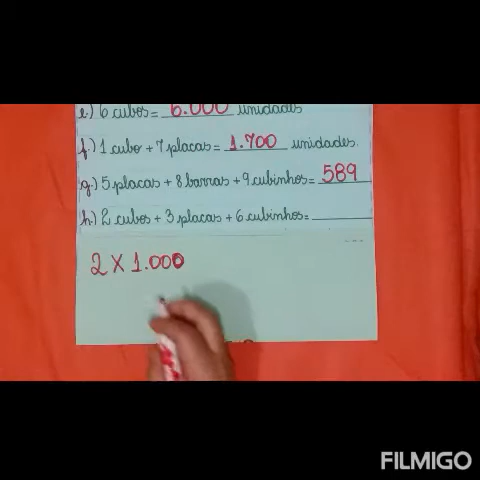 e.) 6 cubos = 6.000 unidades
f.) 1 cubo + 7 placas = 1.700 unidades.
g.) 5 placas + 8 barras + 9 cubinhos = 589
h.) 2 cubos + 3 placas + 6 cubinhos =
2 X 1.000
FILMIGO